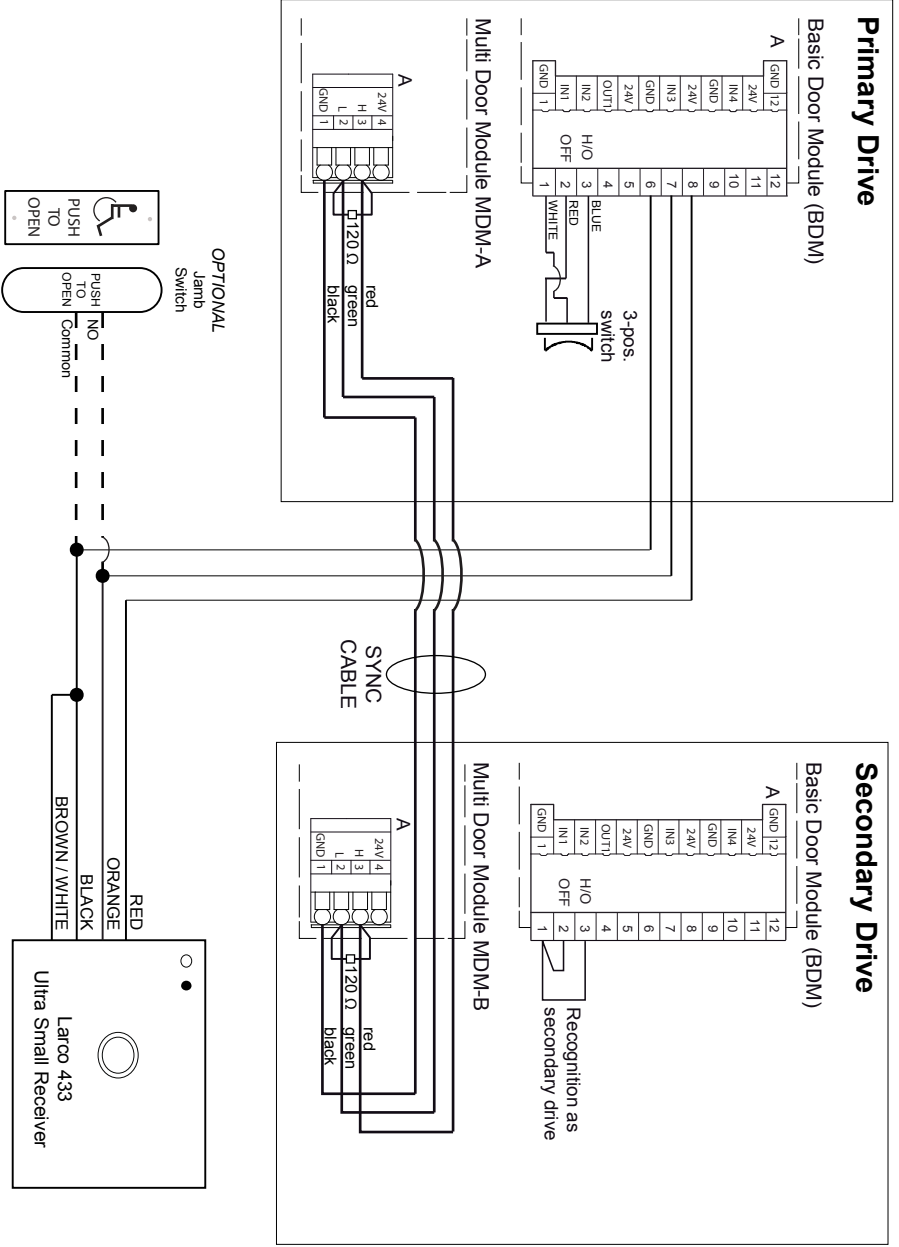 Primary Drive
Basic Door Module (BDM)
A
GND 1
IN1
IN2
OUT1
24V
GND
IN3
24V
GND
IN4
24V
GND 12
H/O
OFF
1
2
3
4
5
6
7
8
9
10
11
12
WHITE
RED
BLUE
3-pos.
switch
Multi Door Module MDM-A
A
24V 4
H 3
L 2
GND 1
120 Ω
red
green
black
OPTIONAL
Jamb
Switch
PUSH
TO
OPEN
PUSH
TO
OPEN
NO
Common
SYNC
CABLE
Secondary Drive
Basic Door Module (BDM)
A
GND 1
IN1
IN2
OUT1
24V
GND
IN3
24V
GND
IN4
24V
GND 12
H/O
OFF
1
2
3
4
5
6
7
8
9
10
11
12
Recognition as
secondary drive
Multi Door Module MDM-B
A
24V 4
H 3
L 2
GND 1
120 Ω
red
green
black
RED
ORANGE
BLACK
BROWN / WHITE
Larco 433
Ultra Small Receiver